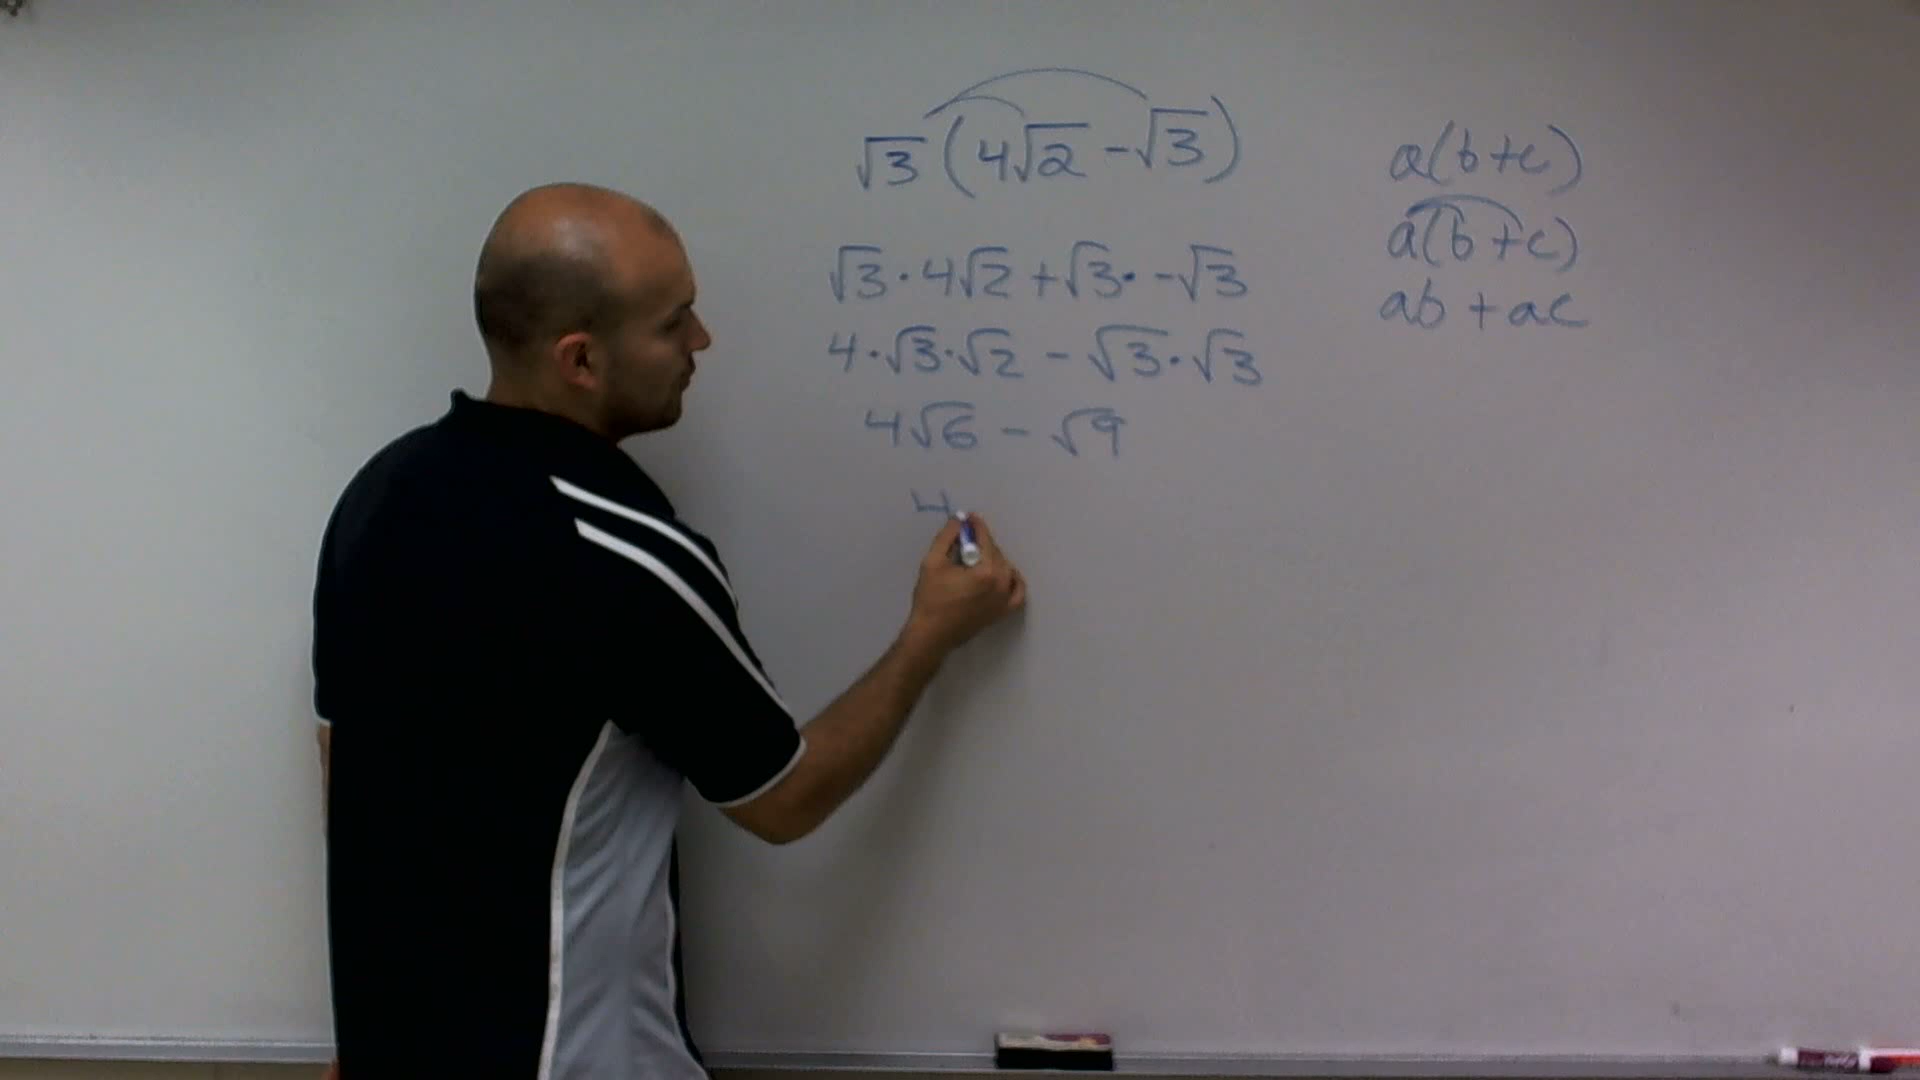 √3(4√2-√3)
√3·4√2+√3·-√3
4·√3·√2-√3·√3
4√6-√9
4
a(b+c)
a(b+c)
ab+ac